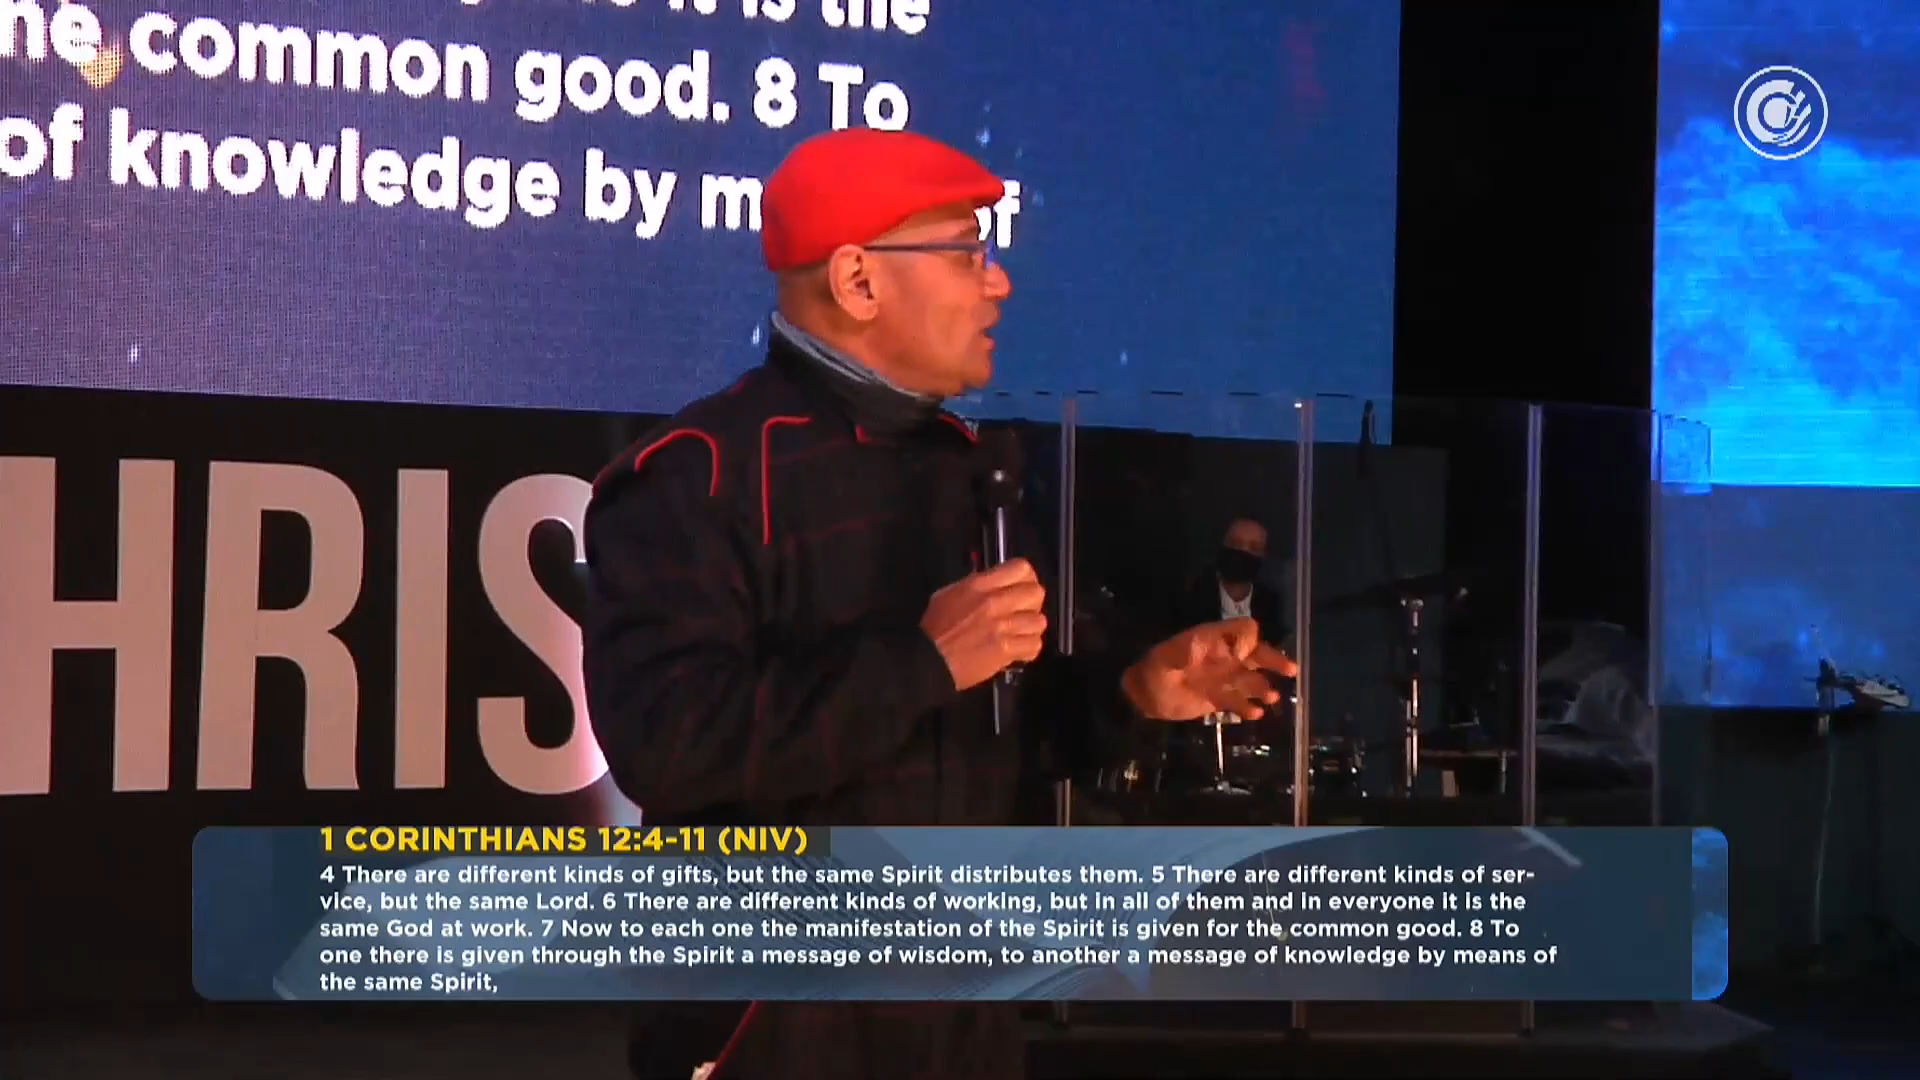 is the
he common good. 8 To
of knowledge by of
HRIS
1 CORINTHIANS 12:4-11 (NIV)
4 There are different kinds of gifts, but the same Spirit distributes them. 5 There are different kinds of ser-
vice, but the same Lord. 6 There are different kinds of working, but in all of them and in everyone it is the
same God at work. 7 Now to each one the manifestation of the Spirit is given for the common good. 8 To
one there is given through the Spirit a message of wisdom, to another a message of knowledge by means of
the same Spirit,